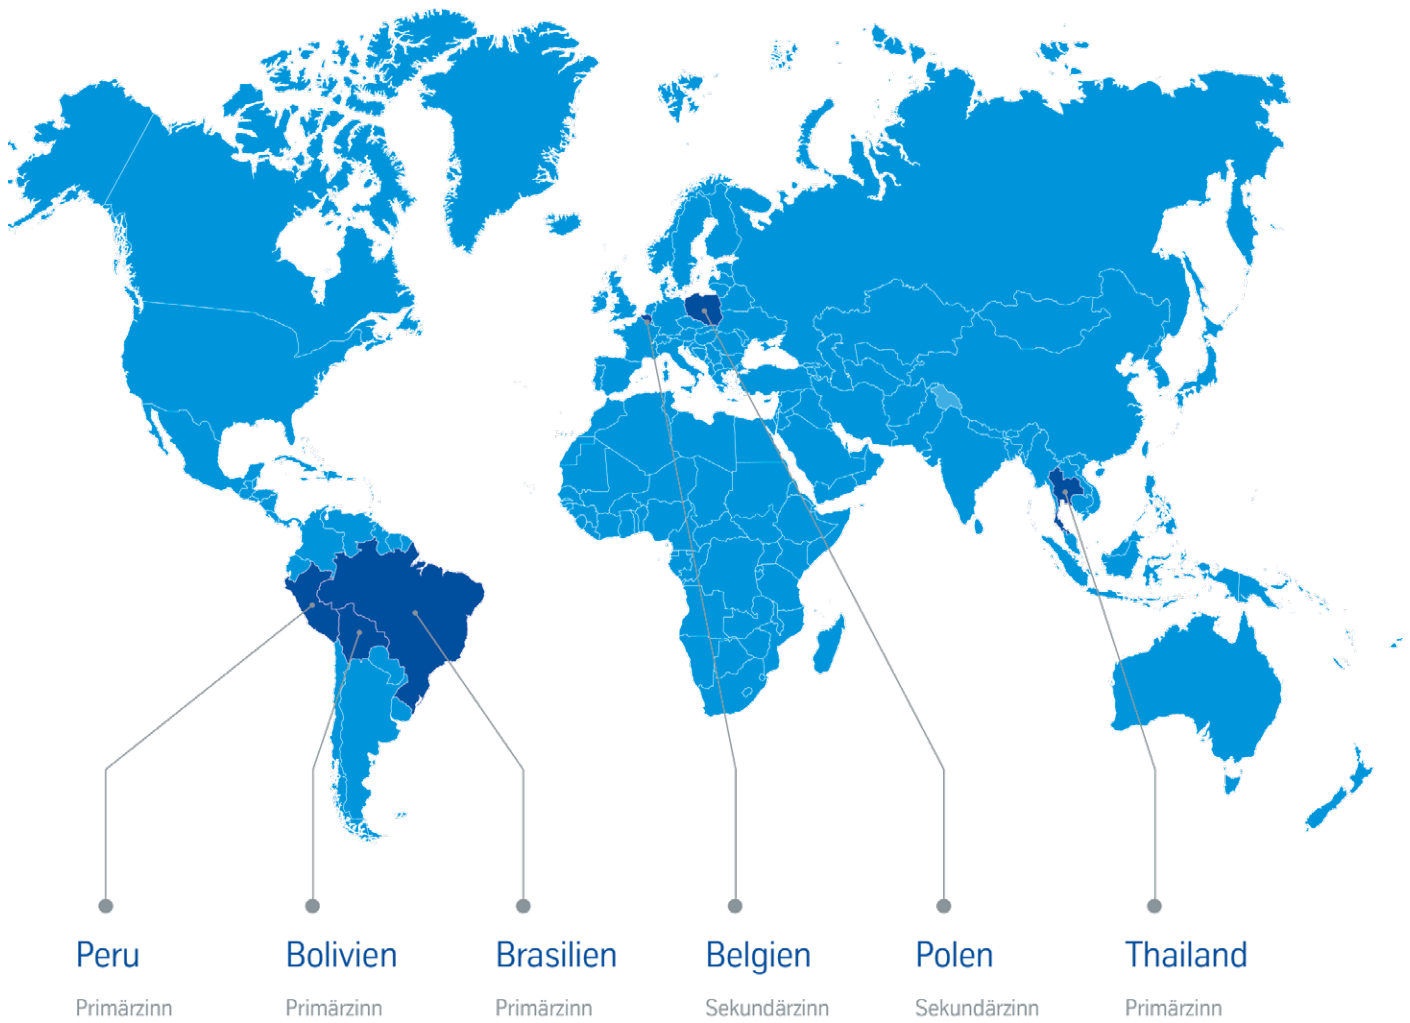 Peru
Primärzinn
Bolivien
Primärzinn
Brasilien
Primärzinn
Belgien
Sekundärzinn
Polen
Sekundärzinn
Thailand
Primärzinn